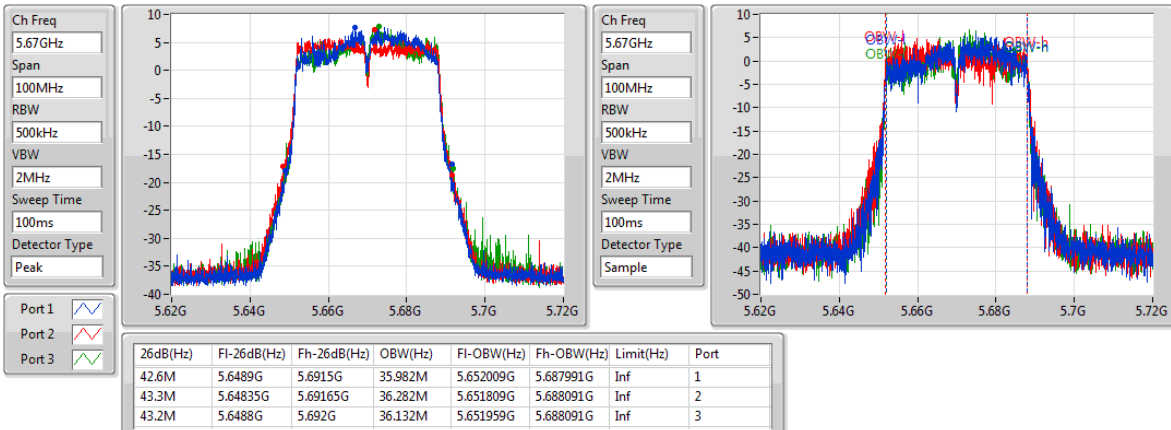 Ch Freq
5.67GHz
Span
100MHz
RBW
500kHz
VBW
2MHz
Sweep Time
100ms
Detector Type
Peak
Port 1
Port 2
Port 3
10
5
0
-5
-10
-15
-20
-25
-30
-35
-40
5.62G 5.64G 5.66G 5.68G 5.7G 5.72G
Ch Freq
5.67GHz
Span
100MHz
RBW
500kHz
VBW
2MHz
Sweep Time
100ms
Detector Type
Sample
10
5
0
-5
-10
-15
-20
-25
-30
-35
-40
-45
-50
OBW-h
OBW-h
5.62G 5.64G 5.66G 5.68G 5.7G 5.72G
26dB(Hz) Fl-26dB(Hz) Fh-26dB(Hz) OBW(Hz) Fl-OBW(Hz) Fh-OBW(Hz) Limit(Hz) Port
42.6M 5.6489G 5.6915G 35.982M 5.652009G 5.687991G Inf 1
43.3M 5.64835G 5.69165G 36.282M 5.651809G 5.688091G Inf 2
43.2M 5.6488G 5.692G 36.132M 5.651959G 5.688091G Inf 3